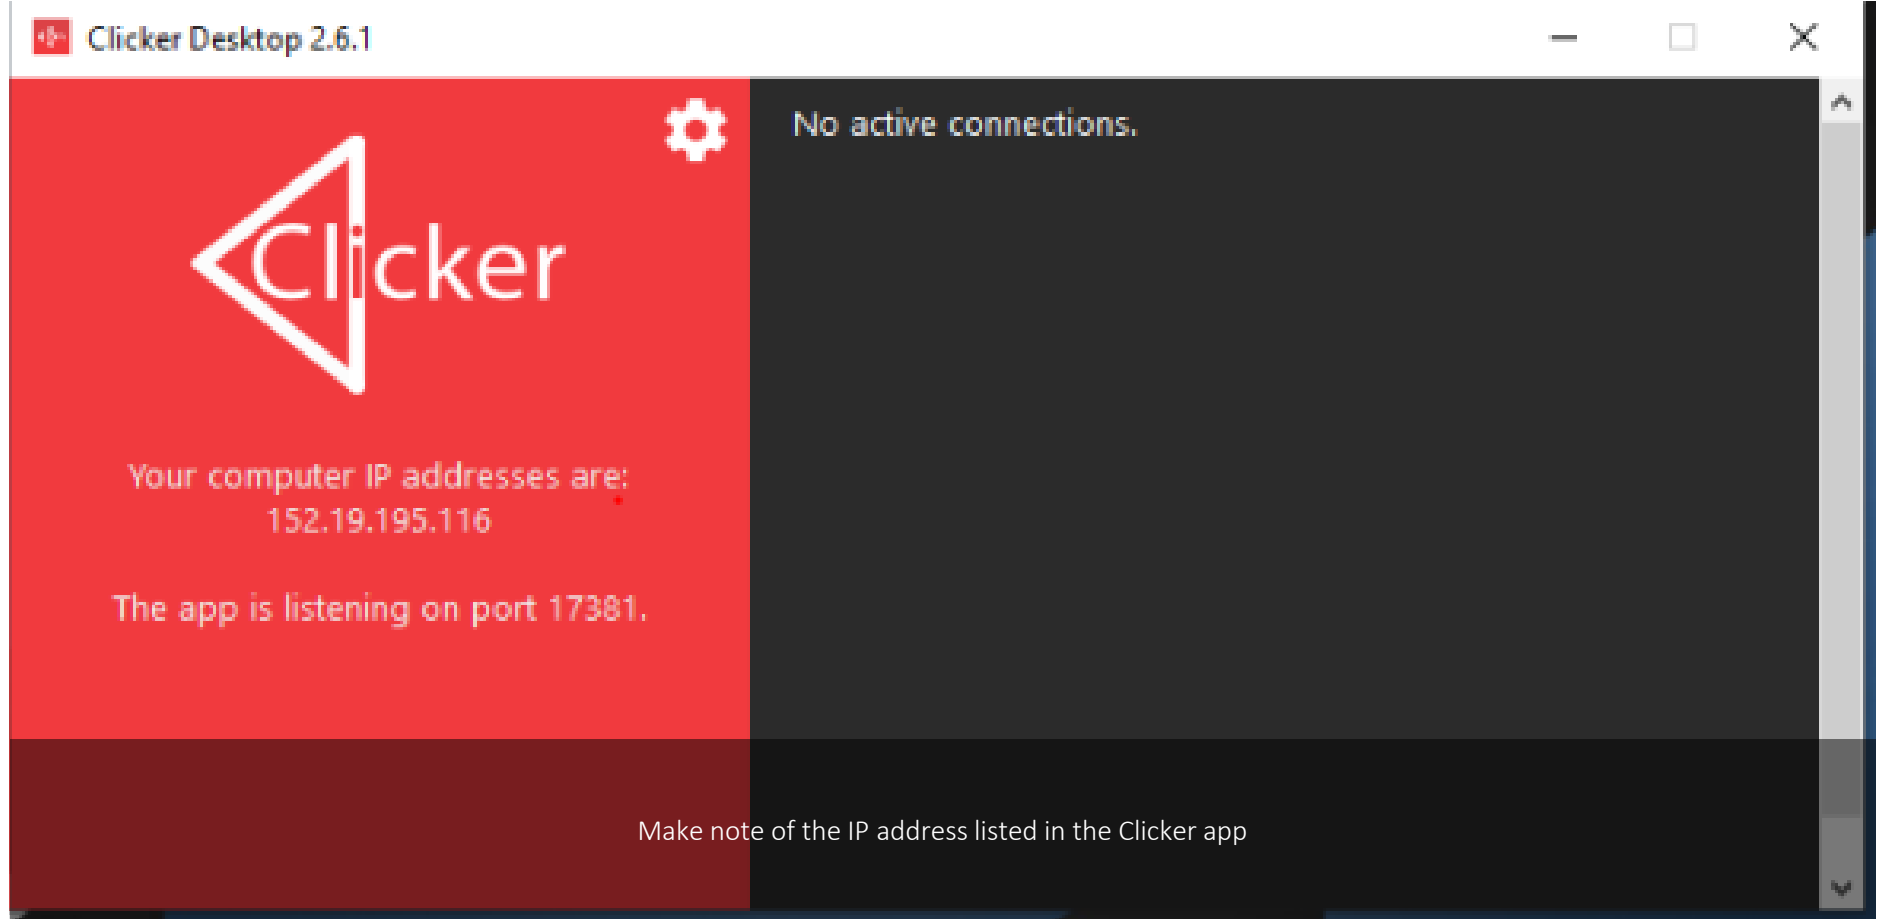 Clicker Desktop 2.6.1
No active connections.
Clicker
Your computer IP addresses are:
152.19.195.116
The app is listening on port 17381.
Make note of the IP address listed in the Clicker app